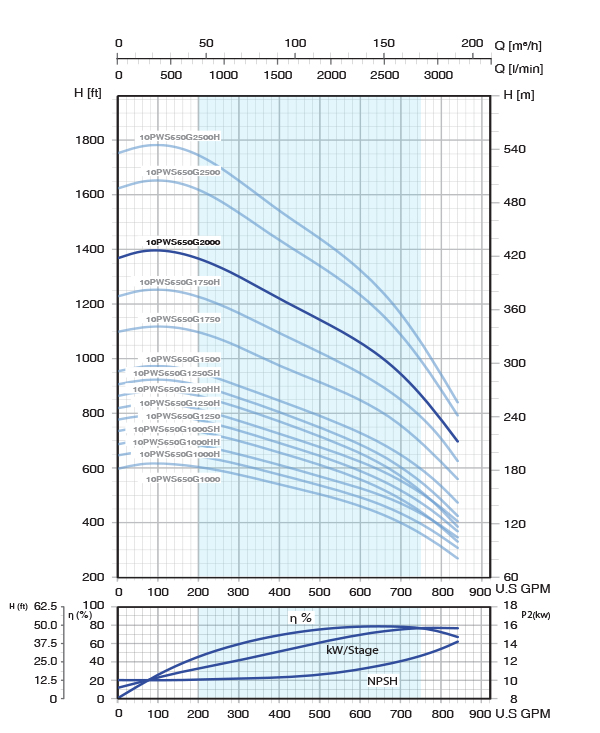 0 50 100 150 200 Q [m³/h]
0 500 1000 1500 2000 2500 3000 Q [l/min]
H [ft] H [m]
10PWS650G2500H
1800 540
10PWS650G2500
1600 480
10PWS650G2000
1400 420
10PWS650G1750H
1200 360
10PWS650G1750
1000 300
10PWS650G1500
10PWS650G1250SH
10PWS650G1250HH
10PWS650G1250H
800 240
10PWS650G1250
10PWS650G1000SH
10PWS650G1000HH
10PWS650G1000H
600 180
10PWS650G1000
400 120
200 60
0 100 200 300 400 500 600 700 800 900 U.S GPM
H (ft) 62.5 η (%) 100 18 P2(kw)
50.0 80 η % 16
37.5 60 kW/Stage 14
25.0 40 12
12.5 20 NPSH 10
0 0 8
0 100 200 300 400 500 600 700 800 900 U.S GPM